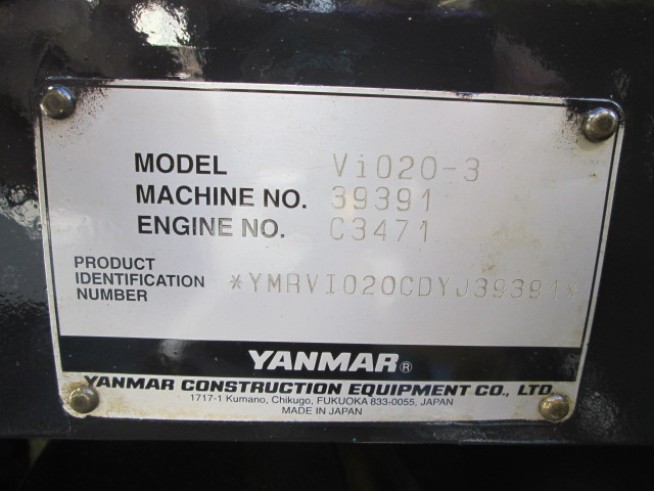 MODEL Vi020-3
MACHINE NO. 39391
ENGINE NO. C3471
PRODUCT
IDENTIFICATION
NUMBER
*YMRVI020CDYJ39391*
YANMAR®
YANMAR CONSTRUCTION EQUIPMENT CO., LTD.
1717-1 Kumano, Chikugo, FUKUOKA 833-0055, JAPAN
MADE IN JAPAN